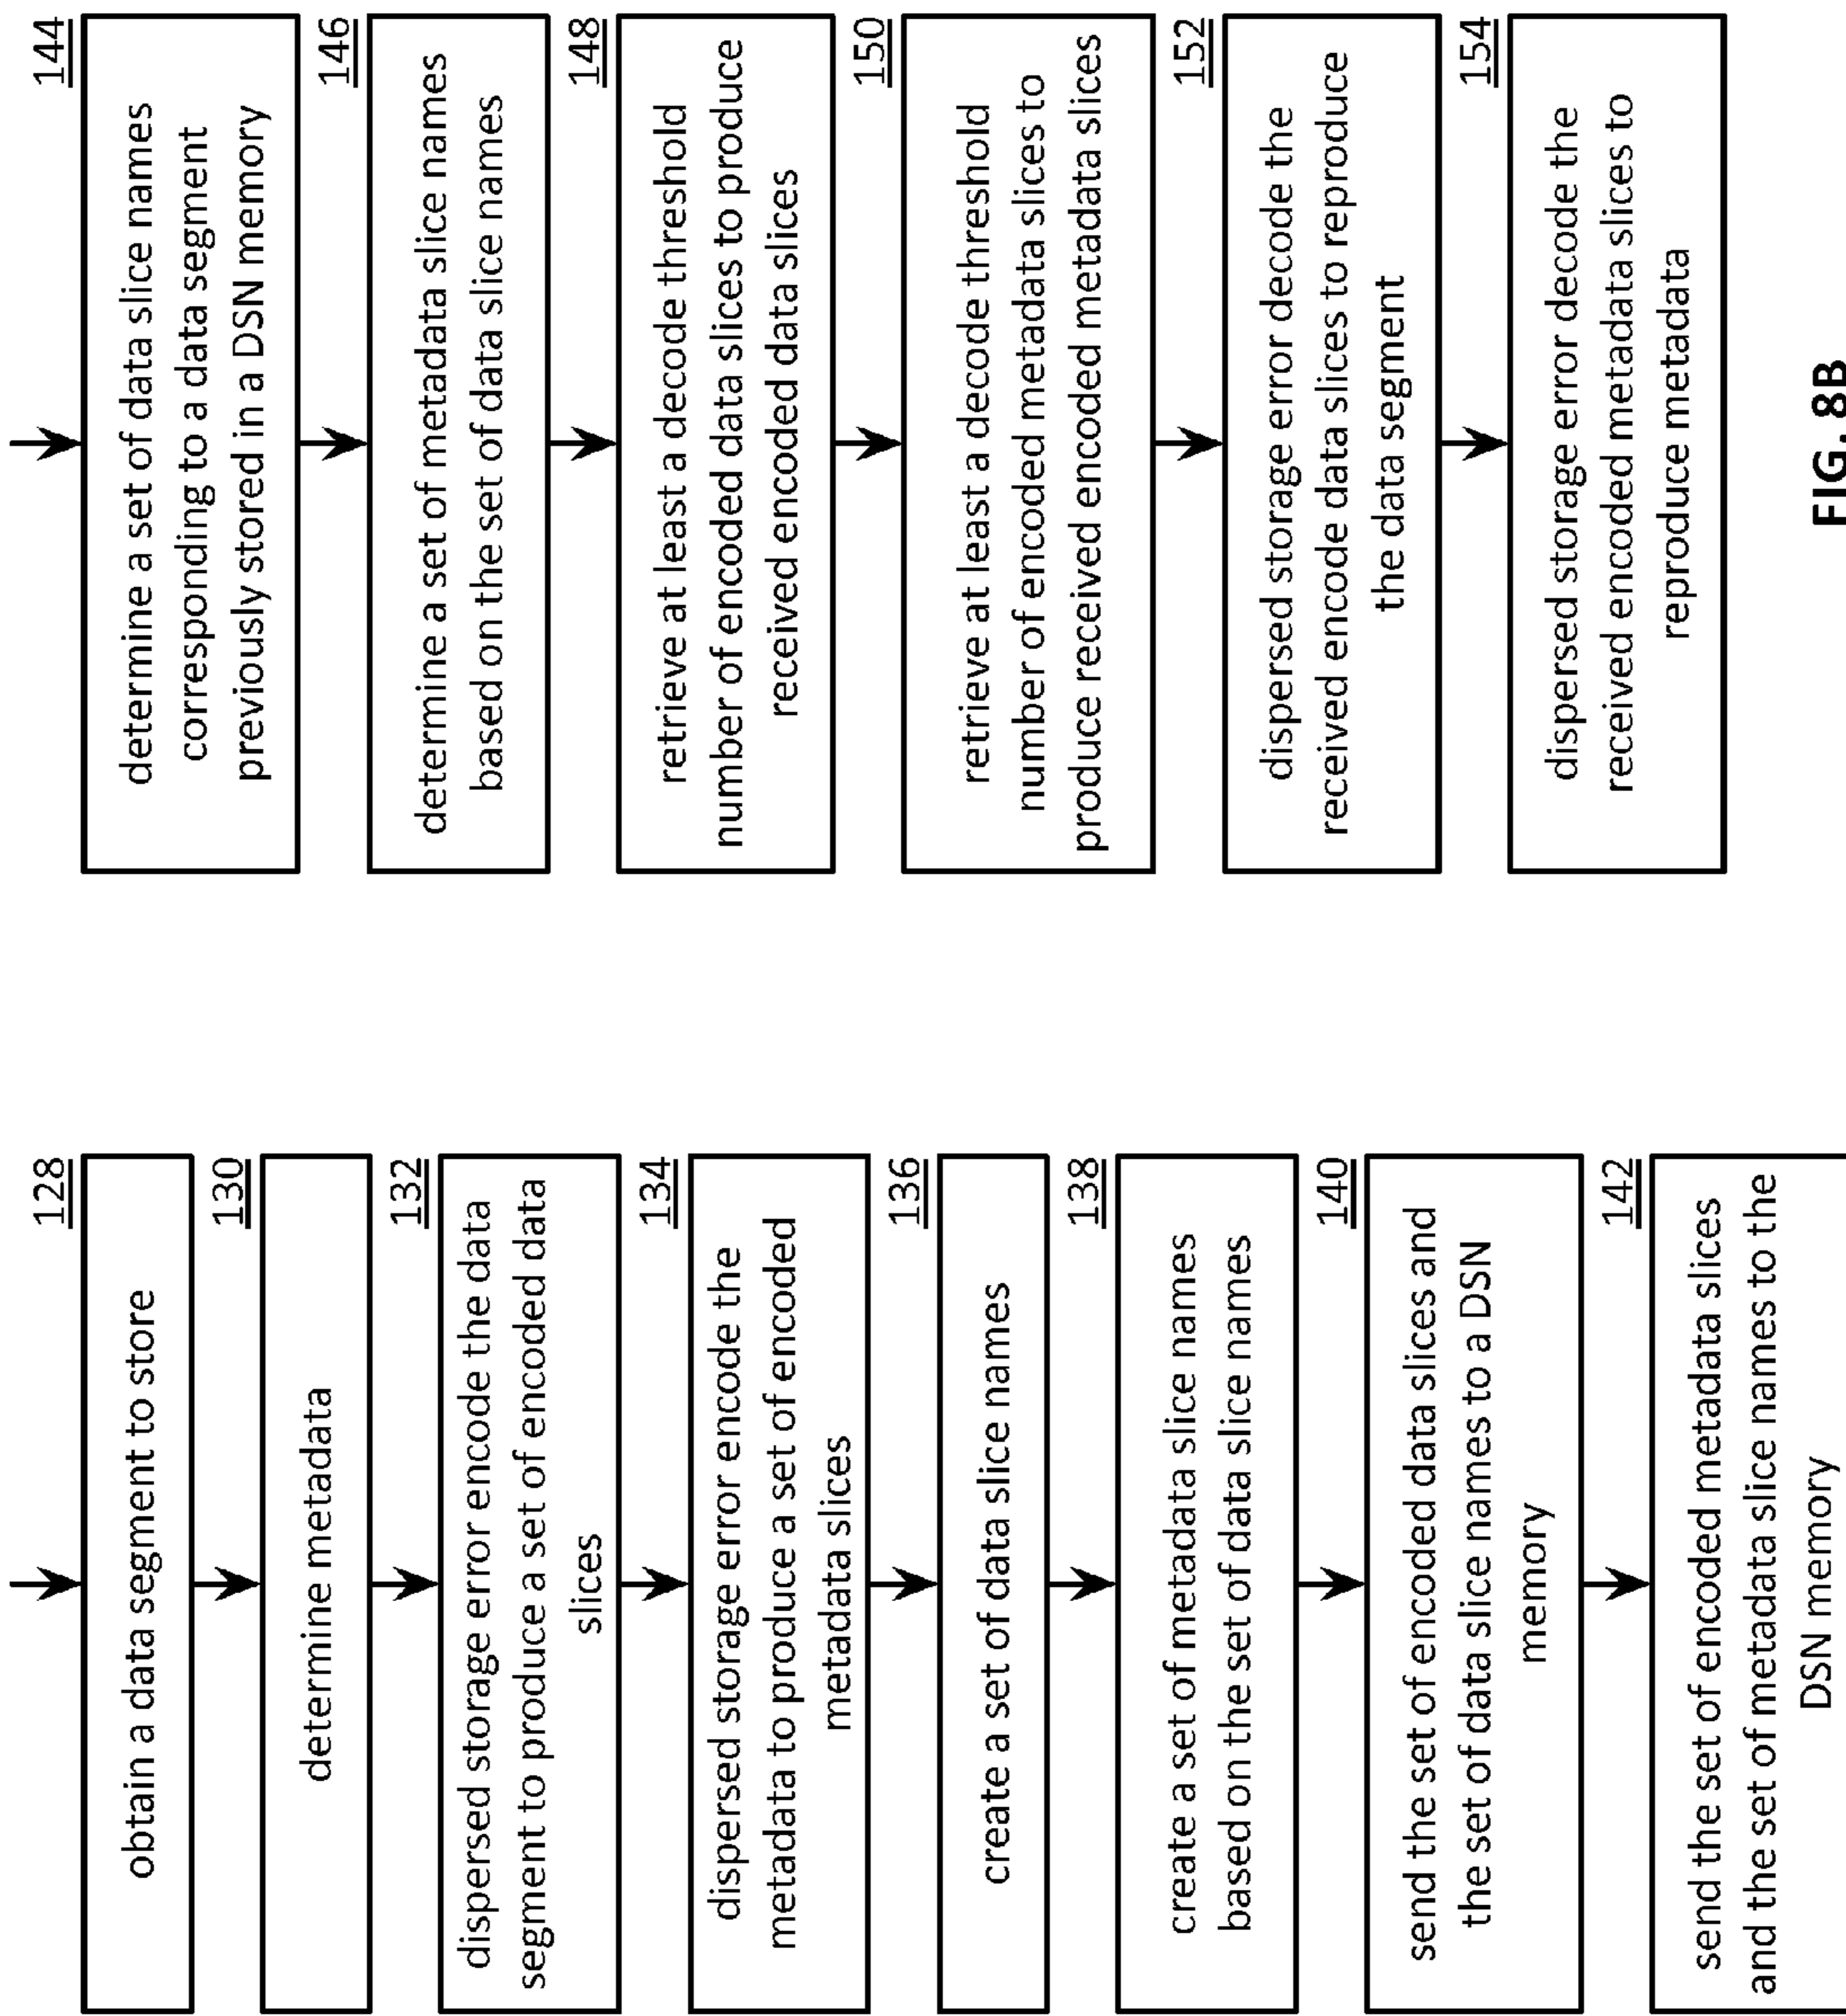 128
obtain a data segment to store
130
determine metadata
132
dispersed storage error encode the data
segment to produce a set of encoded data
slices
134
dispersed storage error encode the
metadata to produce a set of encoded
metadata slices
136
create a set of data slice names
138
create a set of metadata slice names
based on the set of data slice names
140
send the set of encoded data slices and
the set of data slice names to a DSN
memory
142
send the set of encoded metadata slices
and the set of metadata slice names to the
DSN memory
144
determine a set of data slice names
corresponding to a data segment
previously stored in a DSN memory
146
determine a set of metadata slice names
based on the set of data slice names
148
retrieve at least a decode threshold
number of encoded data slices to produce
received encoded data slices
150
retrieve at least a decode threshold
number of encoded metadata slices to
produce received encoded metadata slices
152
dispersed storage error decode the
received encode data slices to reproduce
the data segment
154
dispersed storage error decode the
received encoded metadata slices to
reproduce metadata
FIG. 8B